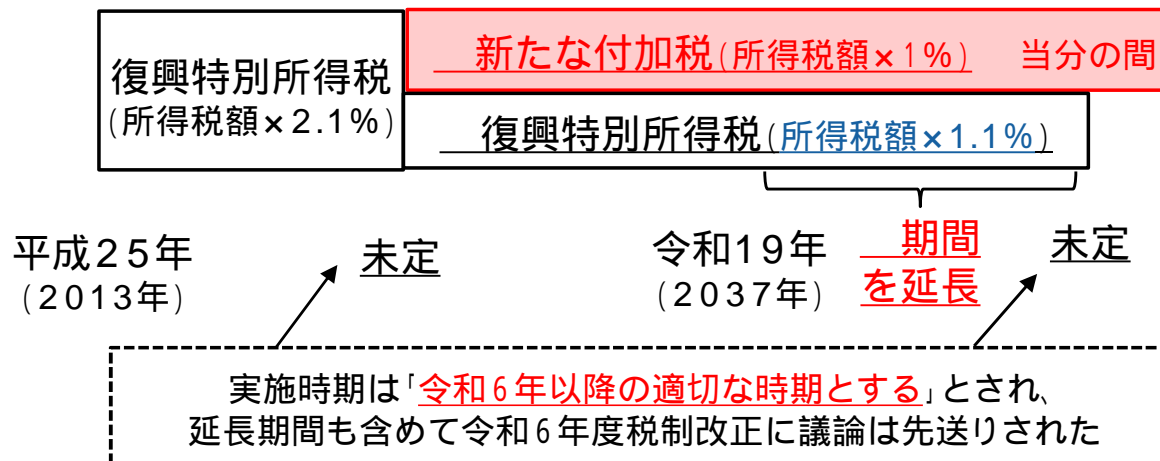 新たな付加税(所得税額×1%) 当分の間
復興特別所得税
(所得税額×2.1%)
復興特別所得税(所得税額×1.1%)
平成25年
(2013年)
未定
令和19年
(2037年)
期間
を延長
未定
実施時期は「令和6年以降の適切な時期とする」とされ、
延長期間も含めて令和6年度税制改正に議論は先送りされた